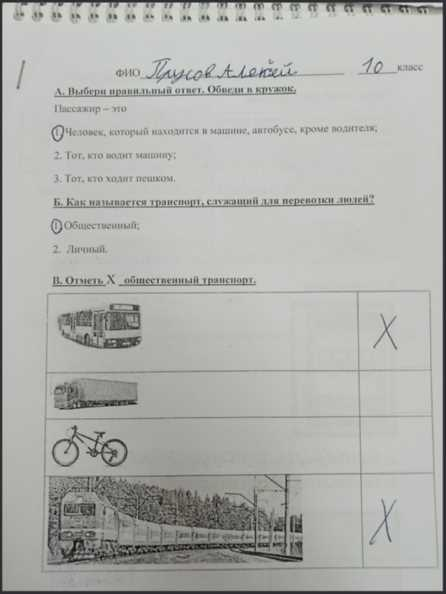 ФИО Прусов Алексей 10 класс
А. Выбери правильный ответ. Обведи в кружок.
Пассажир – это
1. Человек, который находится в машине, автобусе, кроме водителя;
2. Тот, кто водит машину;
3. Тот, кто ходит пешком.
Б. Как называется транспорт, служащий для перевозки людей?
1. Общественный;
2. Личный.
В. Отметь X общественный транспорт.
X
X